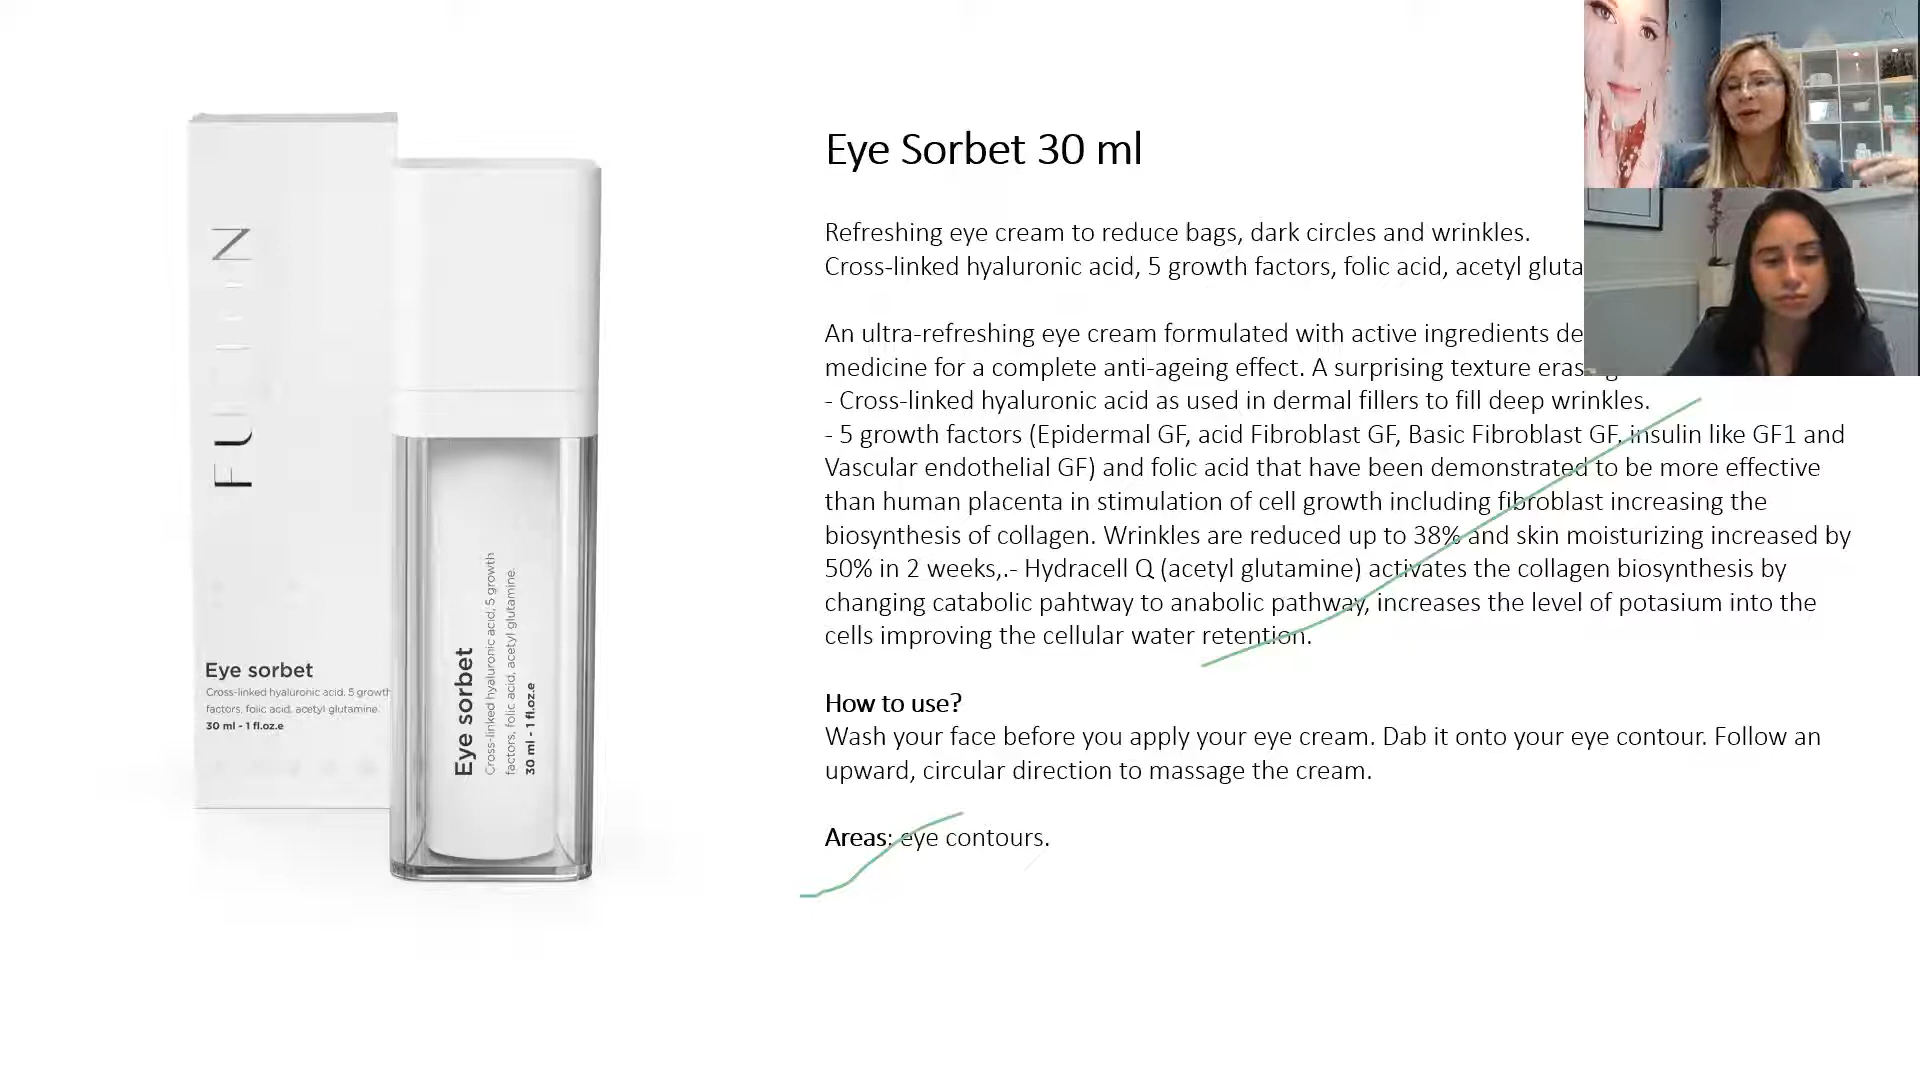 FUSION
Eye sorbet
Cross-linked hyaluronic acid, 5 growth
factors, folic acid, acetyl glutamine.
30 ml - 1 fl.oz.e
Eye sorbet
Cross-linked hyaluronic acid, 5 growth
factors, folic acid, acetyl glutamine.
30 ml - 1 fl.oz.e
Eye Sorbet 30 ml
Refreshing eye cream to reduce bags, dark circles and wrinkles.
Cross-linked hyaluronic acid, 5 growth factors, folic acid, acetyl
An ultra-refreshing eye cream formulated with active ingredients
medicine for a complete anti-ageing effect. A surprising texture
- Cross-linked hyaluronic acid as used in dermal fillers to fill deep wrinkles.
- 5 growth factors (Epidermal GF, acid Fibroblast GF, Basic Fibroblast GF, insulin like GF1 and
Vascular endothelial GF) and folic acid that have been demonstrated to be more effective
than human placenta in stimulation of cell growth including fibroblast increasing the
biosynthesis of collagen. Wrinkles are reduced up to 38% and skin moisturizing increased by
50% in 2 weeks,.- Hydracell Q (acetyl glutamine) activates the collagen biosynthesis by
changing catabolic pahtway to anabolic pathway, increases the level of potasium into the
cells improving the cellular water retention.
How to use?
Wash your face before you apply your eye cream. Dab it onto your eye contour. Follow an
upward, circular direction to massage the cream.
Areas: eye contours.